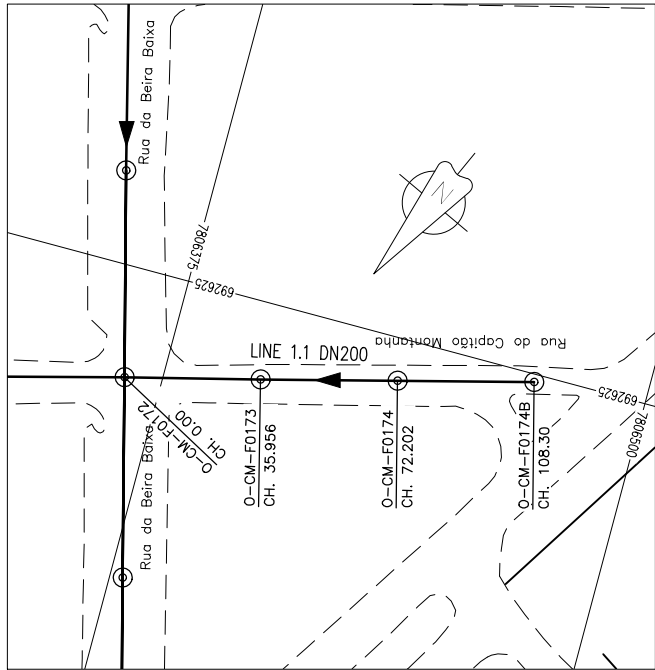 Rua da Beira Baixa
7806375
692625
N
LINE 1.1 DN200
Rua do Capitão Montanha
O-CM-F0172
CH. 0.00
O-CM-F0173
CH. 35.956
O-CM-F0174
CH. 72.202
O-CM-F0174B
CH. 108.30
692625
7806500
Rua da Beira Baixa